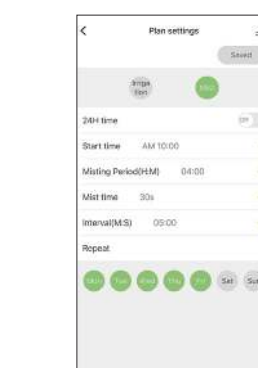 Plan settings
Saved
Irriga
tion
Mist
24H time Off
Start time AM 10:00
Misting Period(H:M) 04:00
Mist time 30s
Interval(M:S) 05:00
Repeat
Mon Tue Wed Thu Fri Sat Sun